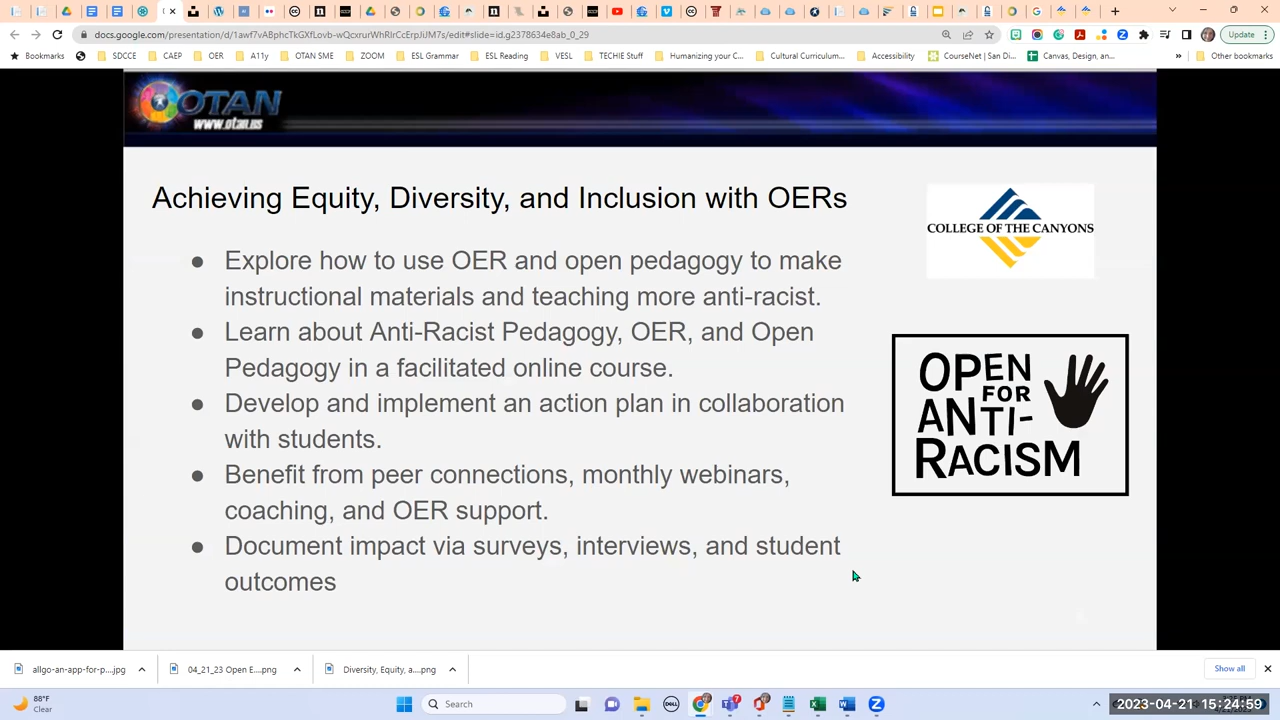 docs.google.com/presentation/d/1awf7vABphcTkGXfLovb-wQcxurWhRlrCcErpJIJM7s/edit#slide=id.g2378634e8ab_0_29
Update
Bookmarks
SDCCE
CAEP
OER
A11y
OTAN SME
ZOOM
ESL Grammar
ESL Reading
VESL
TECHIE Stuff
Humanizing your C...
Cultural Curriculum...
Accessibility
CourseNet | San Di...
Canvas, Design, an...
»
Other bookmarks
OTAN
www.otan.us
Achieving Equity, Diversity, and Inclusion with OERs
COLLEGE OF THE CANYONS
● Explore how to use OER and open pedagogy to make
instructional materials and teaching more anti-racist.
● Learn about Anti-Racist Pedagogy, OER, and Open
Pedagogy in a facilitated online course.
● Develop and implement an action plan in collaboration
with students.
● Benefit from peer connections, monthly webinars,
coaching, and OER support.
● Document impact via surveys, interviews, and student
outcomes
OPEN
FOR
ANTI-
RACISM
allgo-an-app-for-p....jpg
04_21_23 Open E....png
Diversity, Equity, a....png
Show all
88°F
Clear
Search
2023-04-21 15:24:59